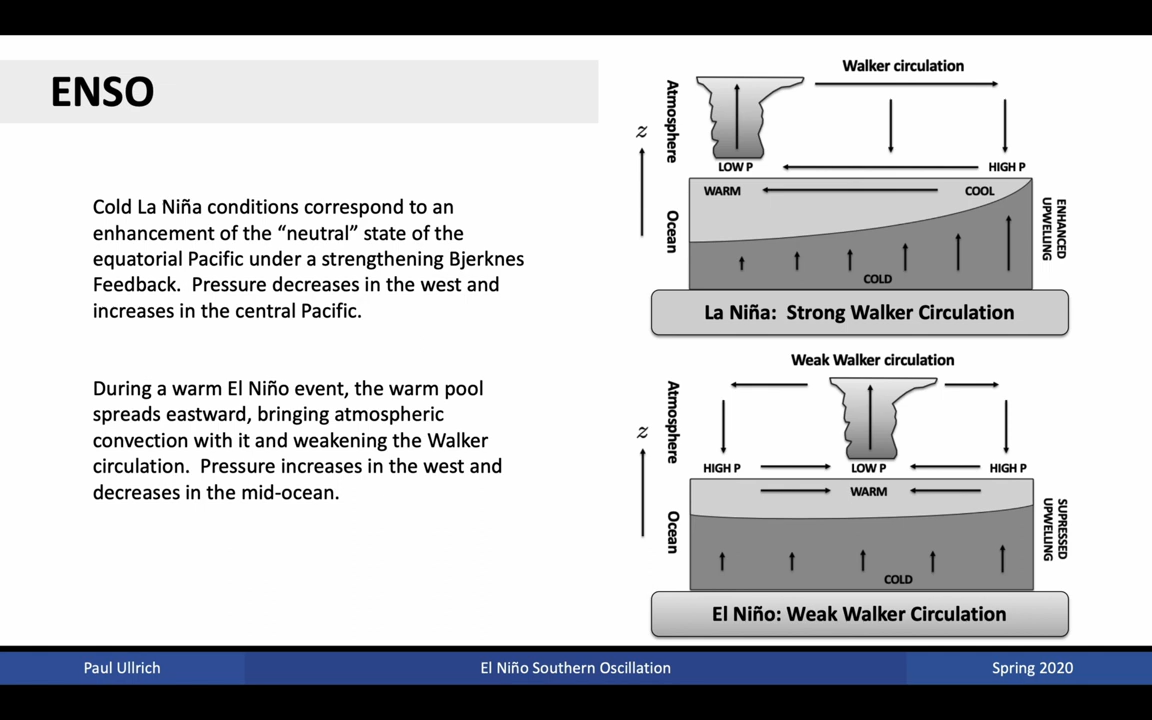 ENSO
Cold La Niña conditions correspond to an
enhancement of the “neutral” state of the
equatorial Pacific under a strengthening Bjerknes
Feedback.  Pressure decreases in the west and
increases in the central Pacific.
During a warm El Niño event, the warm pool
spreads eastward, bringing atmospheric
convection with it and weakening the Walker
circulation.  Pressure increases in the west and
decreases in the mid-ocean.
Walker circulation
Atmosphere
z
LOW P
HIGH P
WARM
COOL
Ocean
ENHANCED
UPWELLING
COLD
La Niña:  Strong Walker Circulation
Weak Walker circulation
Atmosphere
z
HIGH P
LOW P
HIGH P
WARM
Ocean
SUPRESSED
UPWELLING
COLD
El Niño: Weak Walker Circulation
Paul Ullrich
El Niño Southern Oscillation
Spring 2020